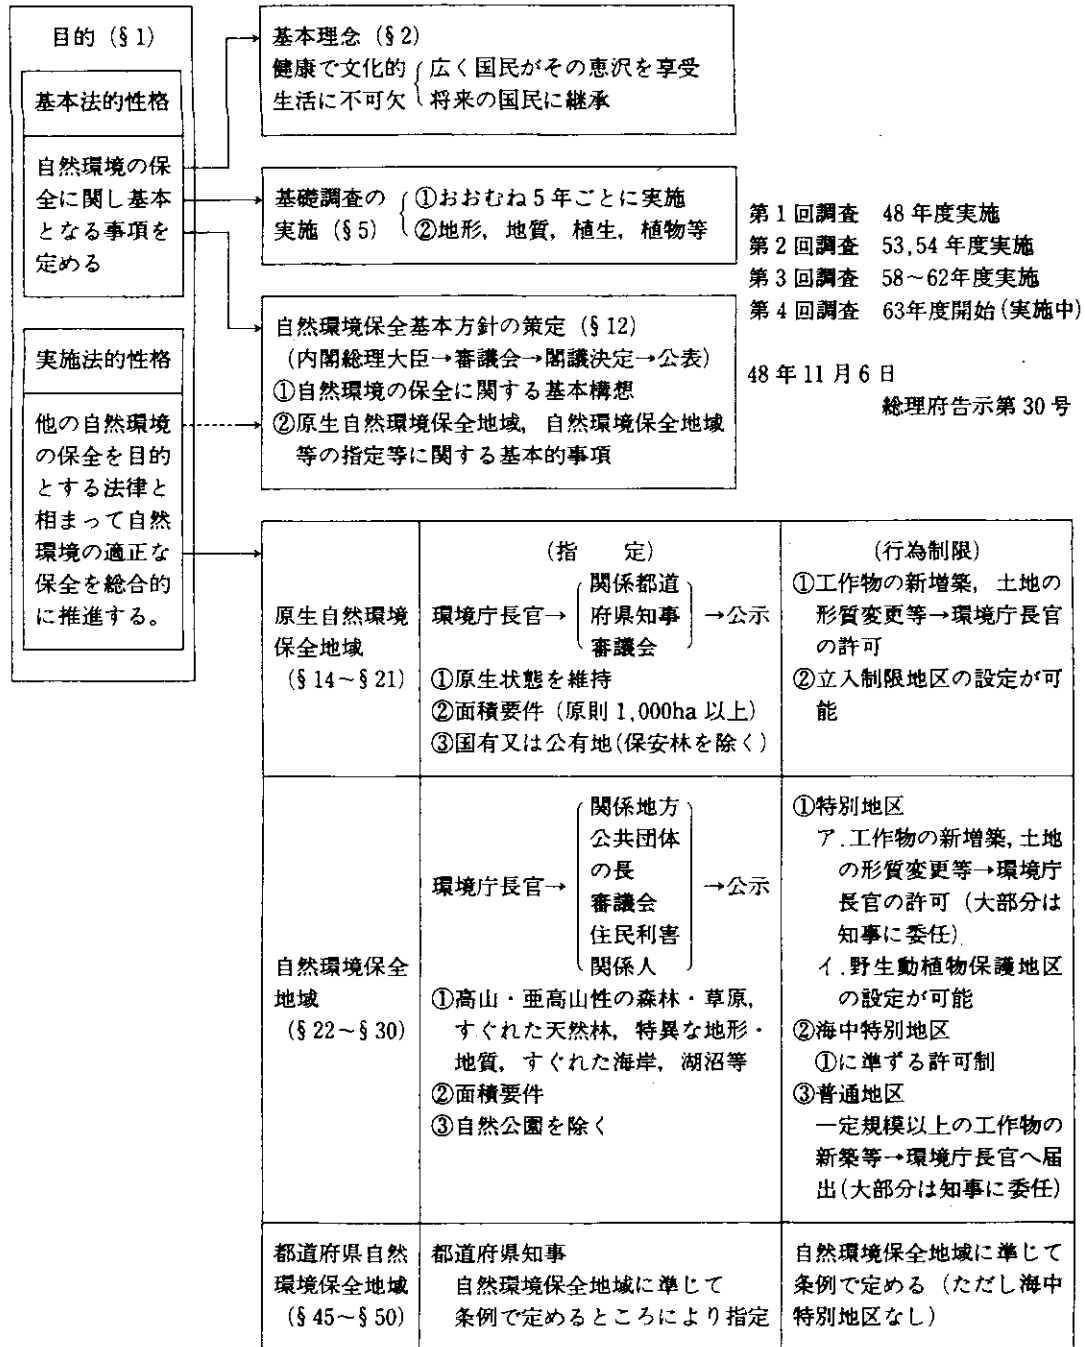 目的（§1）
基本法的性格
自然環境の保
全に関し基本
となる事項を
定める
実施法的性格
他の自然環境
の保全を目的
とする法律と
相まって自然
環境の適正な
保全を総合的
に推進する。
基本理念（§2）
健康で文化的 広く国民がその恵沢を享受
生活に不可欠 将来の国民に継承
基礎調査の ①おおむね5年ごとに実施
実施（§5） ②地形，地質，植生，植物等
第1回調査 48年度実施
第2回調査 53,54年度実施
第3回調査 58～62年度実施
第4回調査 63年度開始（実施中）
自然環境保全基本方針の策定（§12）
（内閣総理大臣→審議会→閣議決定→公表）
①自然環境の保全に関する基本構想
②原生自然環境保全地域，自然環境保全地域
等の指定等に関する基本的事項
48年11月6日
総理府告示第30号
原生自然環境
保全地域
（§14～§21）
（指 定）
関係都道
環境庁長官→ 府県知事 →公示
審議会
①原生状態を維持
②面積要件（原則1,000ha以上）
③国有又は公有地（保安林を除く）
（行為制限）
①工作物の新増築，土地の
形質変更等→環境庁長官
の許可
②立入制限地区の設定が可
能
自然環境保全
地域
（§22～§30）
関係地方
公共団体
の長
環境庁長官→ 審議会 →公示
住民利害
関係人
①高山・亜高山性の森林・草原，
すぐれた天然林，特異な地形・
地質，すぐれた海岸，湖沼等
②面積要件
③自然公園を除く
①特別地区
ア.工作物の新増築，土地
の形質変更等→環境庁
長官の許可（大部分は
知事に委任）
イ.野生動植物保護地区
の設定が可能
②海中特別地区
①に準ずる許可制
③普通地区
一定規模以上の工作物の
新築等→環境庁長官へ届
出（大部分は知事に委任）
都道府県自然
環境保全地域
（§45～§50）
都道府県知事
自然環境保全地域に準じて
条例で定めるところにより指定
自然環境保全地域に準じて
条例で定める（ただし海中
特別地区なし）